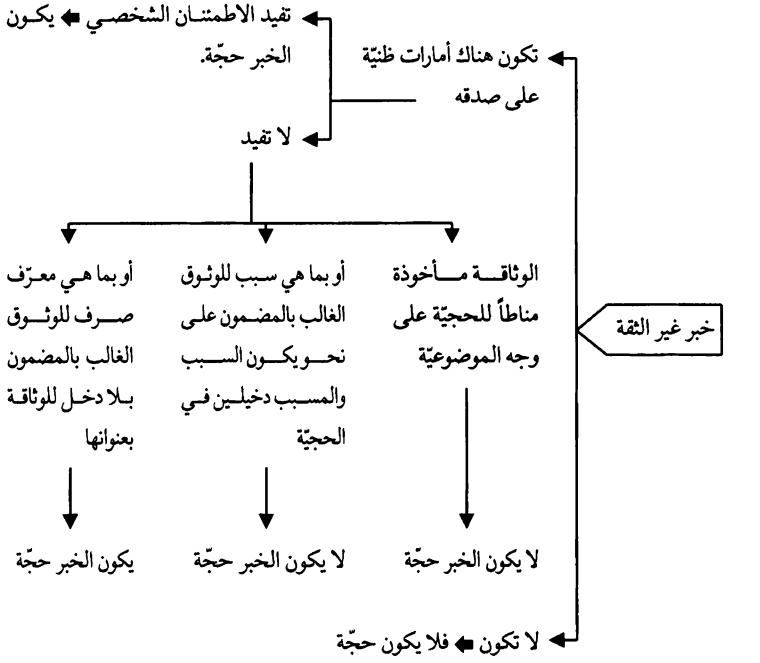 خبر غير الثقة
تكون هناك أمارات ظنيّة
على صدقه
تفيد الاطمئنان الشخصي ⬅ يكون
الخبر حجّة.
لا تفيد
الوثاقة مأخوذة
مناطاً للحجيّة على
وجه الموضوعيّة
لا يكون الخبر حجّة
أو بما هي سبب للوثوق
الغالب بالمضمون على
نحو يكون السبب
والمسبب دخيلين في
الحجيّة
لا يكون الخبر حجّة
أو بما هي معرّف
صرف للوثوق
الغالب بالمضمون
بلا دخل للوثاقة
بعنوانها
يكون الخبر حجّة
لا تكون ⬅ فلا يكون حجّة